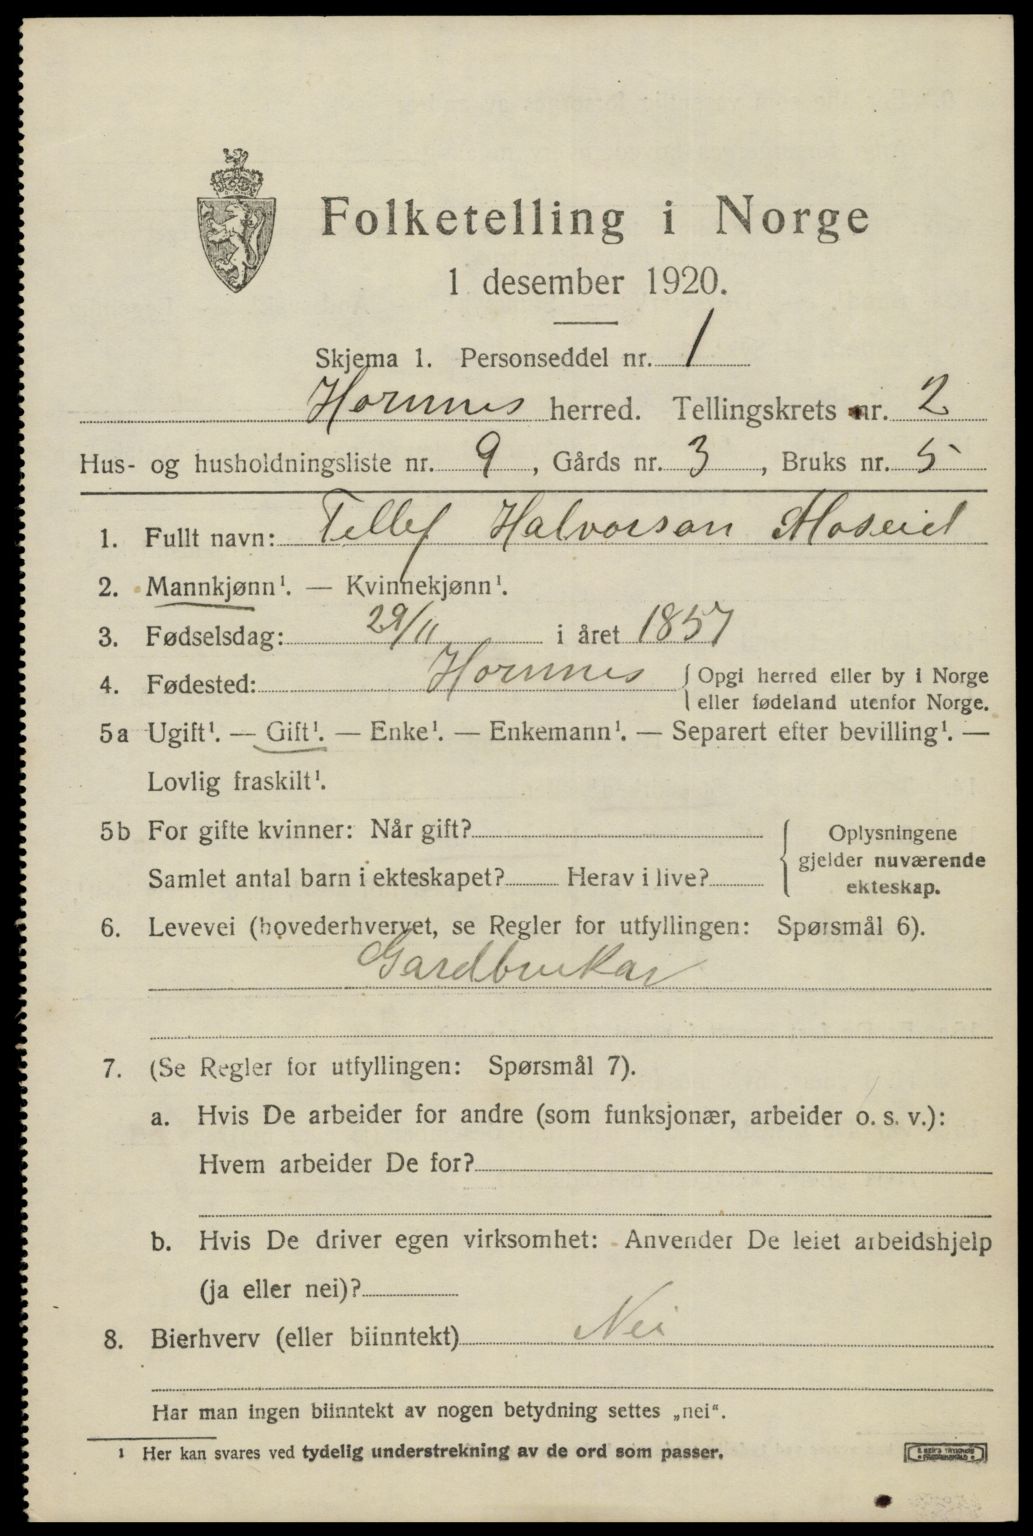 Folketelling i Norge
1 desember 1920.
Skjema 1. Personseddel nr. 1
Hornnes herred. Tellingskrets nr. 2
Hus- og husholdningsliste nr. 9, Gårds nr. 3, Bruks nr. 5
1. Fullt navn: Tellef Halvorson Moseid
2. Mannkjønn¹. — Kvinnekjønn¹.
3. Fødselsdag: 29/11 i året 1857
4. Fødested: Hornnes { Opgi herred eller by i Norge
eller fødeland utenfor Norge.
5a Ugift¹. — Gift¹. — Enke¹. — Enkemann¹. — Separert efter bevilling¹. —
Lovlig fraskilt¹.
5b For gifte kvinner: Når gift?
Samlet antal barn i ekteskapet? Herav i live?
Oplysningene
gjelder nuværende
ekteskap.
6. Levevei (hovederhvervet, se Regler for utfyllingen: Spørsmål 6).
Gardbrukar
7. (Se Regler for utfyllingen: Spørsmål 7).
a. Hvis De arbeider for andre (som funksjonær, arbeider o. s. v.):
Hvem arbeider De for?
b. Hvis De driver egen virksomhet: Anvender De leiet arbeidshjelp
(ja eller nei)?
8. Bierhverv (eller biinntekt) Nei
Har man ingen biinntekt av nogen betydning settes „nei“.
¹ Her kan svares ved tydelig understrekning av de ord som passer.